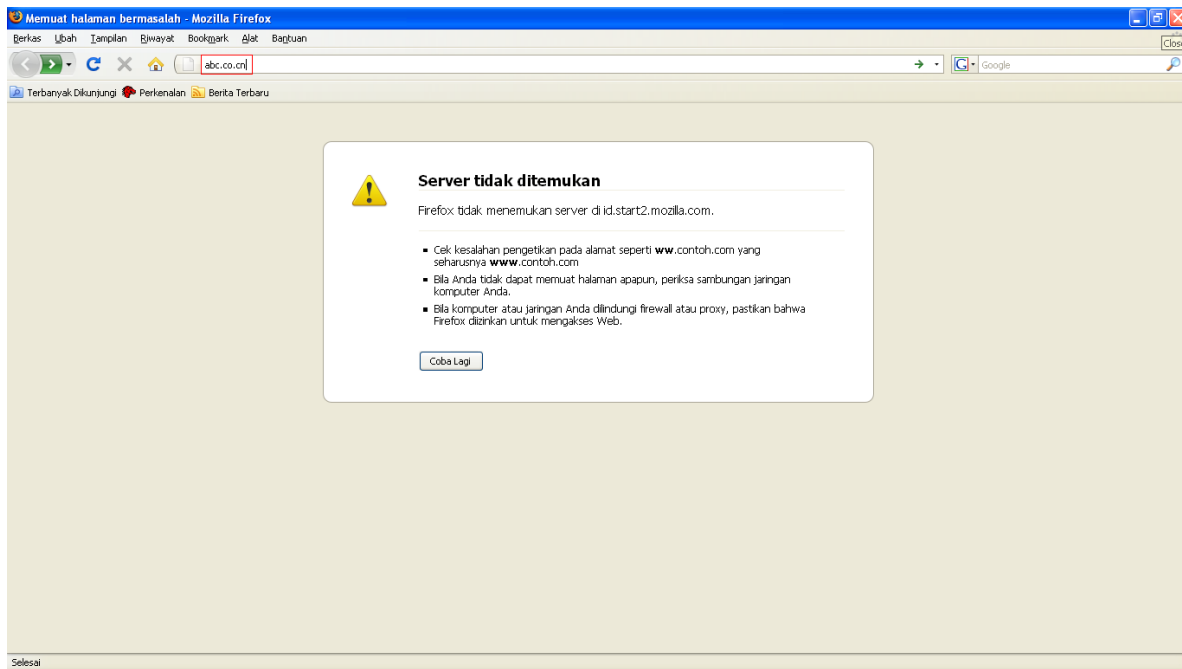 Memuat halaman bermasalah - Mozilla Firefox
Berkas Ubah Tampilan Riwayat Bookmark Alat Bantuan
Close
abc.co.cn
G Google
Terbanyak Dikunjungi Perkenalan Berita Terbaru
Server tidak ditemukan
Firefox tidak menemukan server di id.start2.mozilla.com.
Cek kesalahan pengetikan pada alamat seperti ww.contoh.com yang
seharusnya www.contoh.com
Bila Anda tidak dapat memuat halaman apapun, periksa sambungan jaringan
komputer Anda.
Bila komputer atau jaringan Anda dilindungi firewall atau proxy, pastikan bahwa
Firefox diizinkan untuk mengakses Web.
Coba Lagi
Selesai